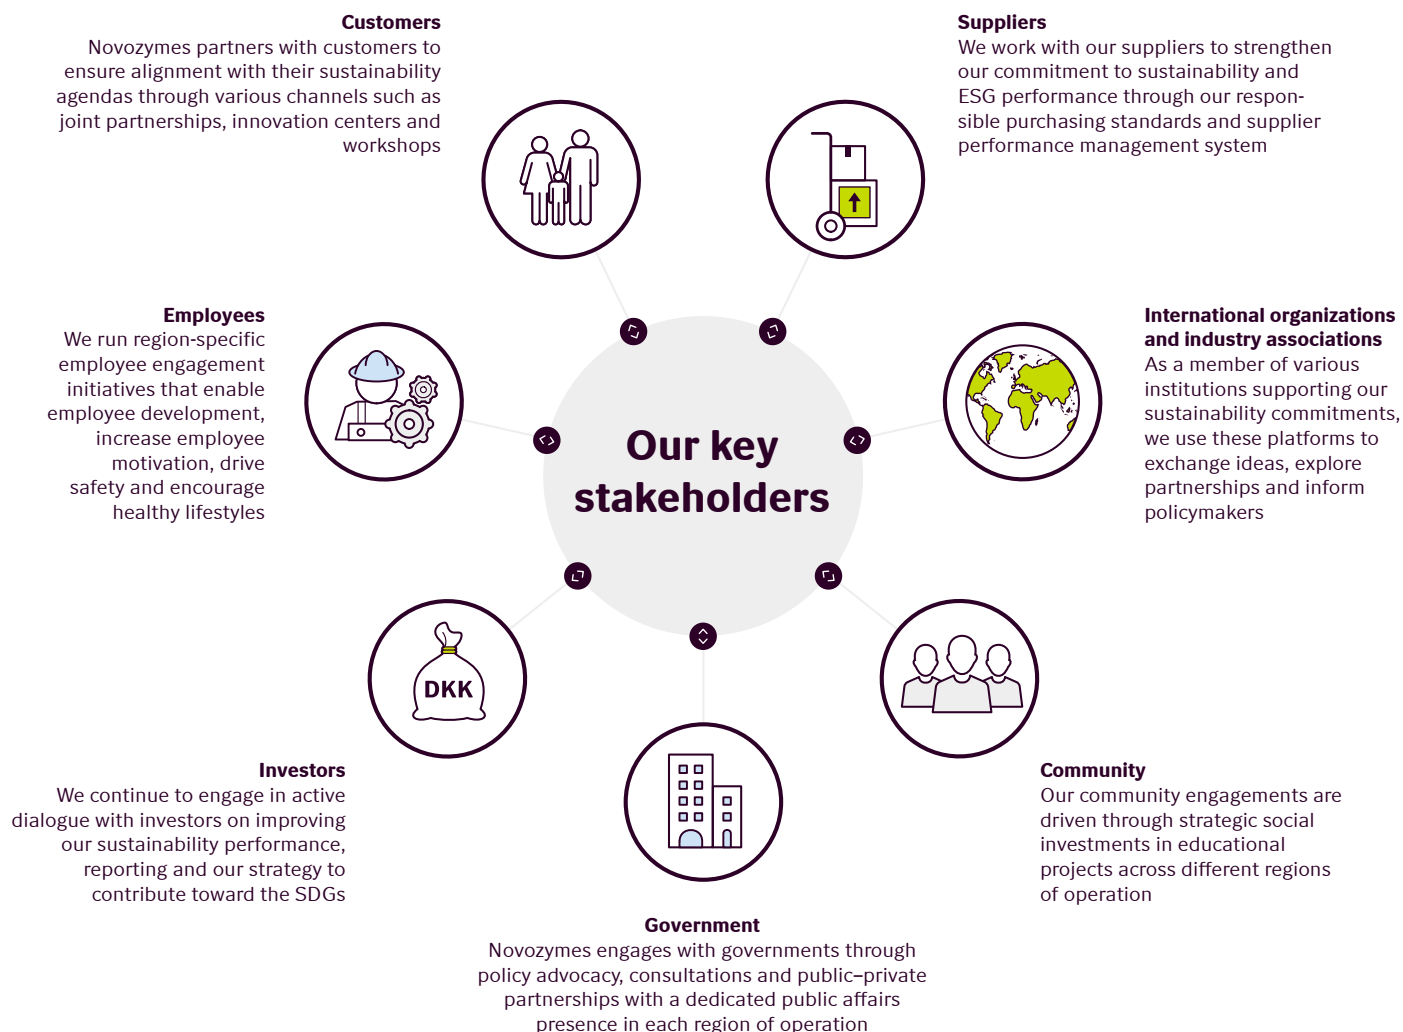 Customers
Novozymes partners with customers to
ensure alignment with their sustainability
agendas through various channels such as
joint partnerships, innovation centers and
workshops
Suppliers
We work with our suppliers to strengthen
our commitment to sustainability and
ESG performance through our respon-
sible purchasing standards and supplier
performance management system
Employees
We run region-specific
employee engagement
initiatives that enable
employee development,
increase employee
motivation, drive
safety and encourage
healthy lifestyles
Our key
stakeholders
International organizations
and industry associations
As a member of various
institutions supporting our
sustainability commitments,
we use these platforms to
exchange ideas, explore
partnerships and inform
policymakers
DKK
Investors
We continue to engage in active
dialogue with investors on improving
our sustainability performance,
reporting and our strategy to
contribute toward the SDGs
Community
Our community engagements are
driven through strategic social
investments in educational
projects across different regions
of operation
Government
Novozymes engages with governments through
policy advocacy, consultations and public–private
partnerships with a dedicated public affairs
presence in each region of operation